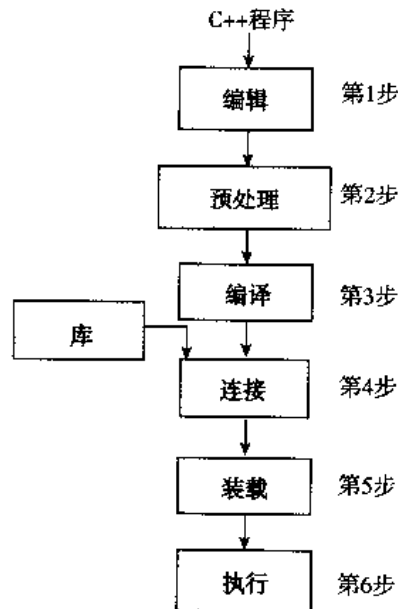 C++程序
编辑 第1步
预处理 第2步
编译 第3步
库
连接 第4步
装载 第5步
执行 第6步